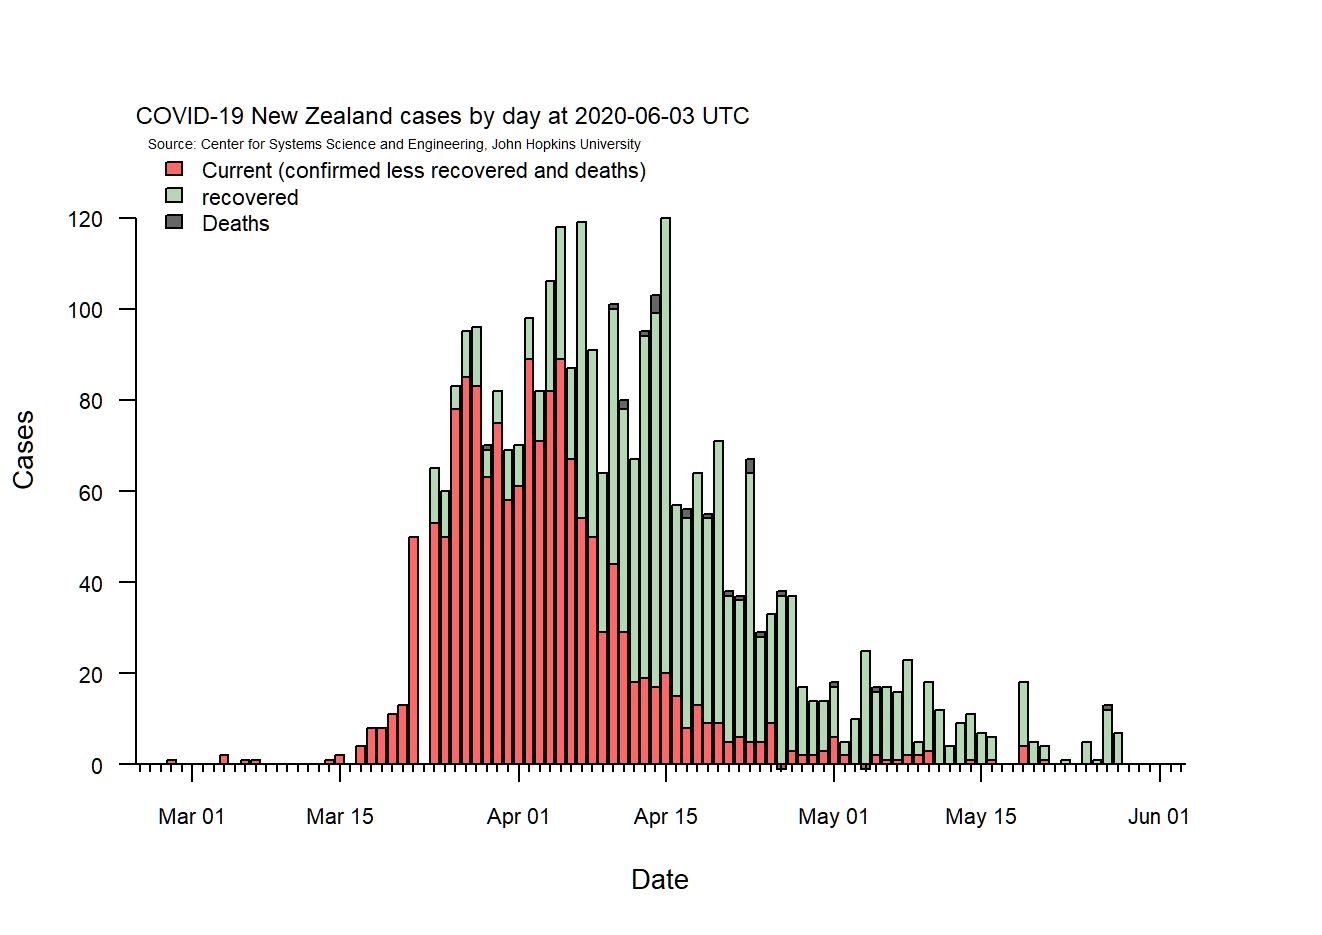 COVID-19 New Zealand cases by day at 2020-06-03 UTC
Source: Center for Systems Science and Engineering, John Hopkins University
Current (confirmed less recovered and deaths)
recovered
Deaths
120
100
80
60
40
20
0
Cases
Mar 01 Mar 15 Apr 01 Apr 15 May 01 May 15 Jun 01
Date